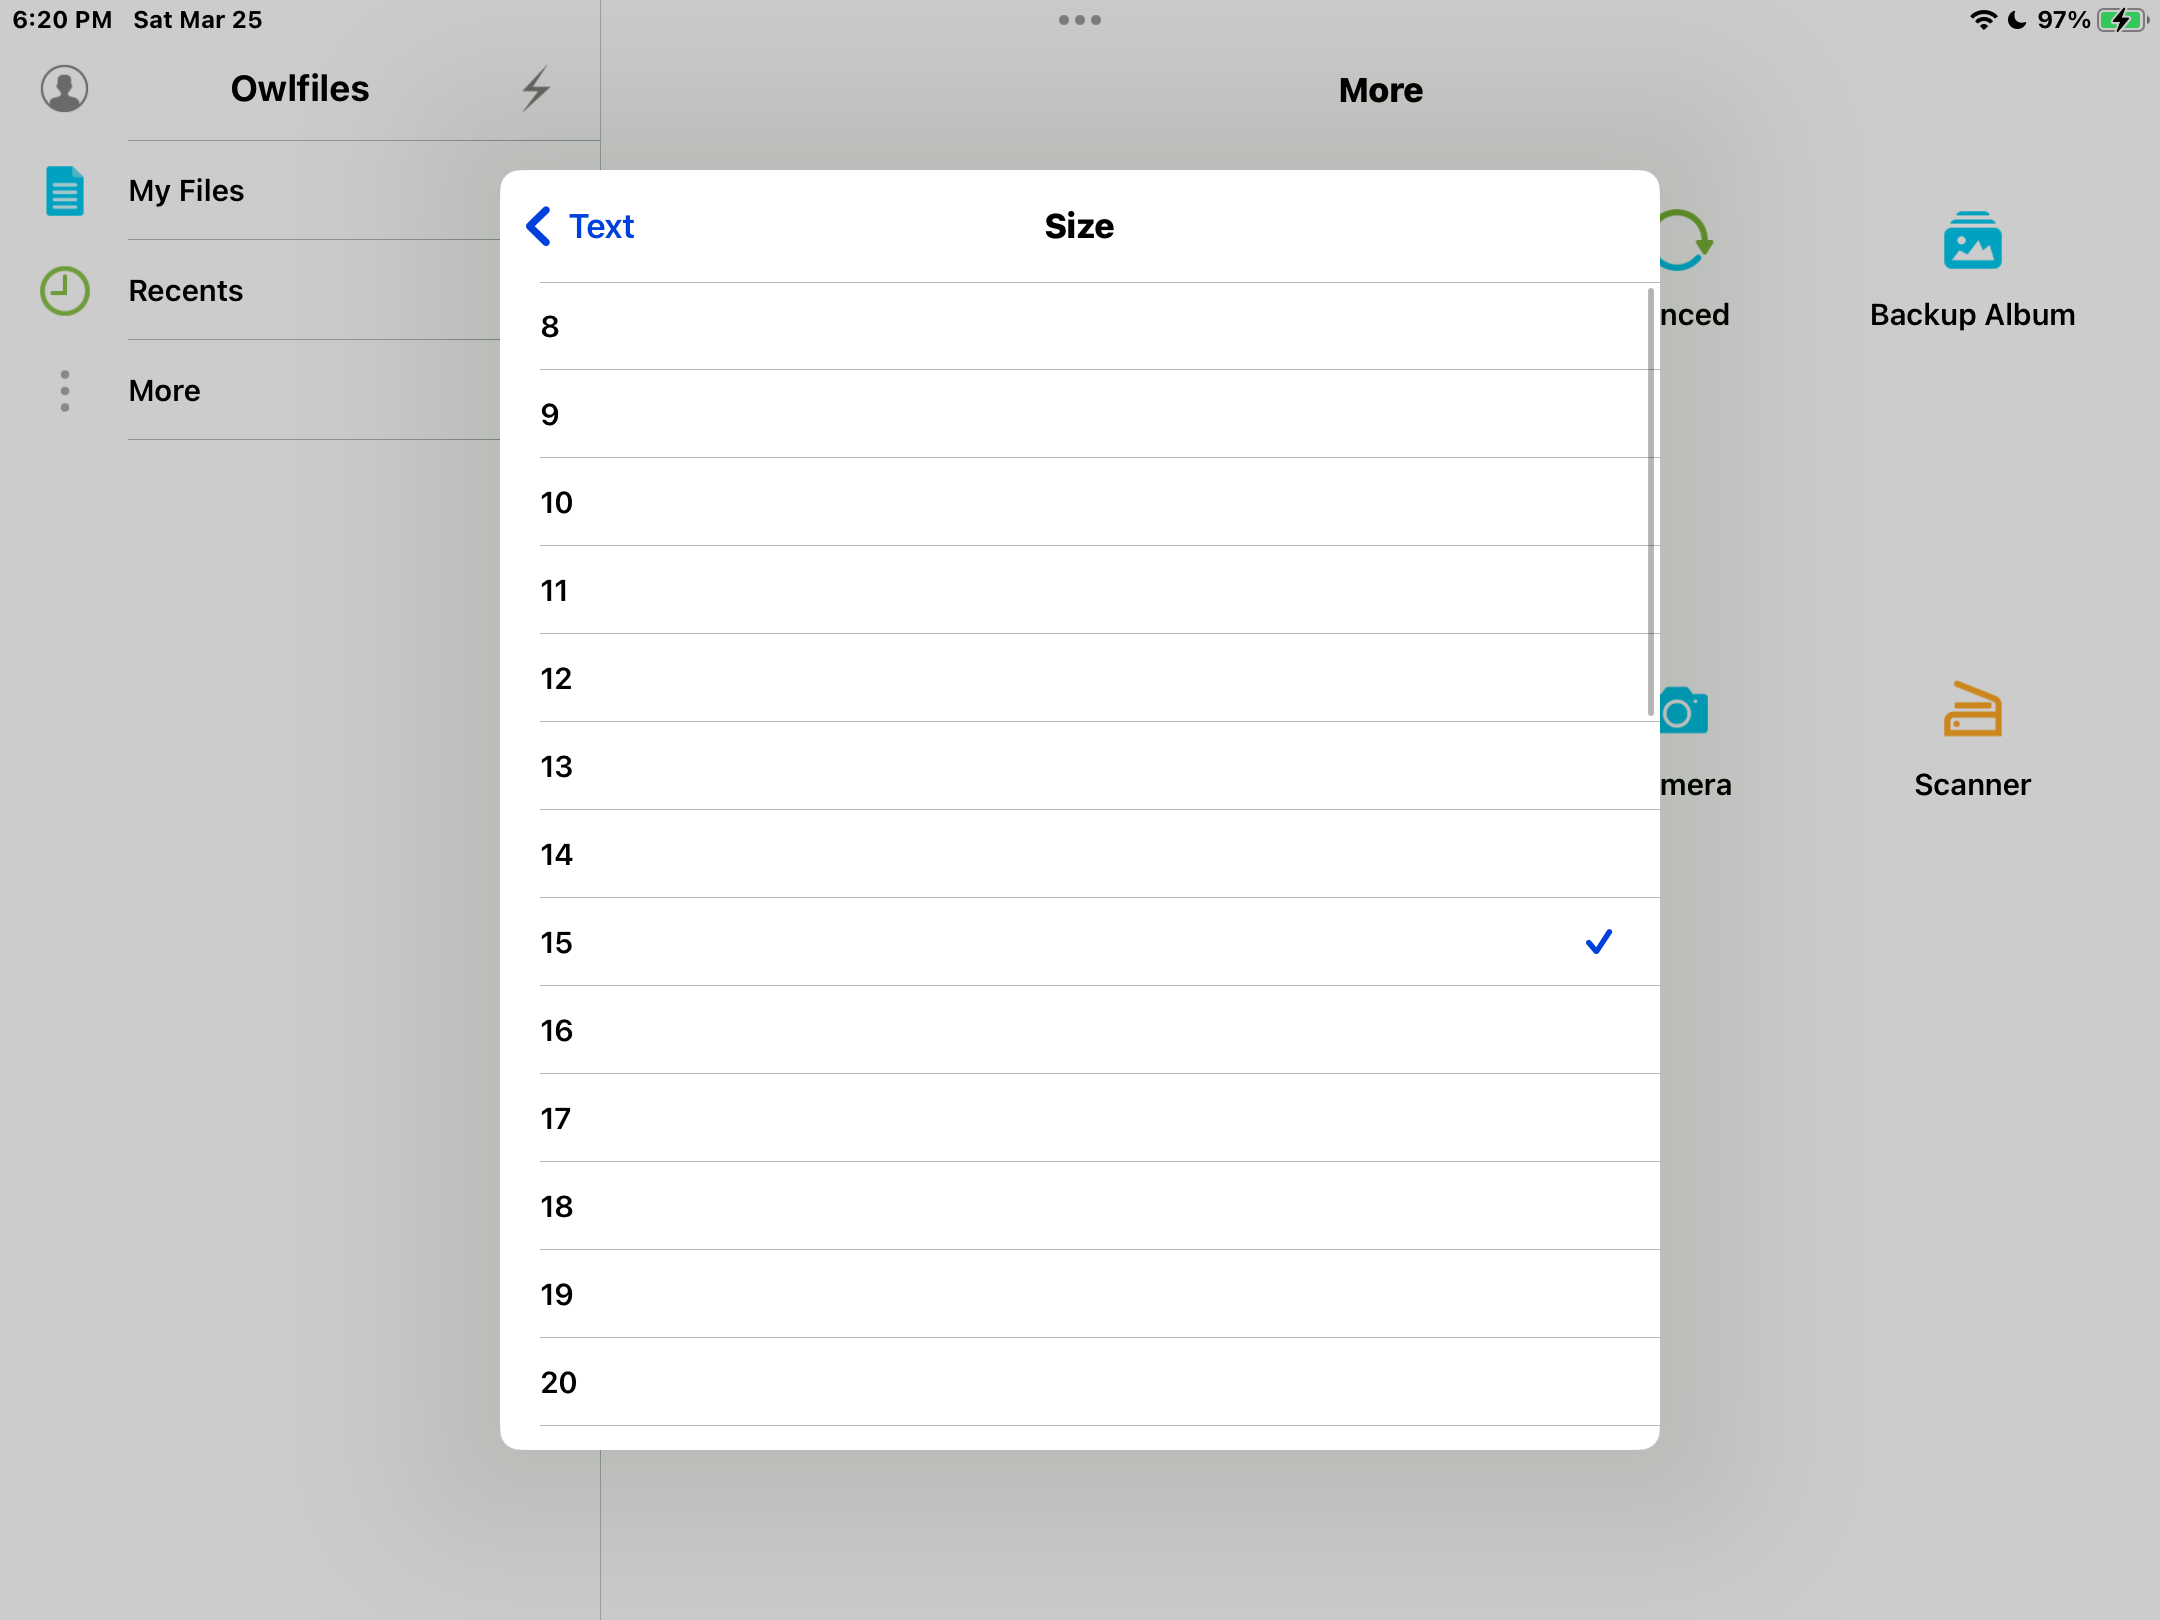 6:20 PM Sat Mar 25
97%
Owlfiles
My Files
Recents
More
More
nced
Backup Album
mera
Scanner
Text
Size
8
9
10
11
12
13
14
15
16
17
18
19
20